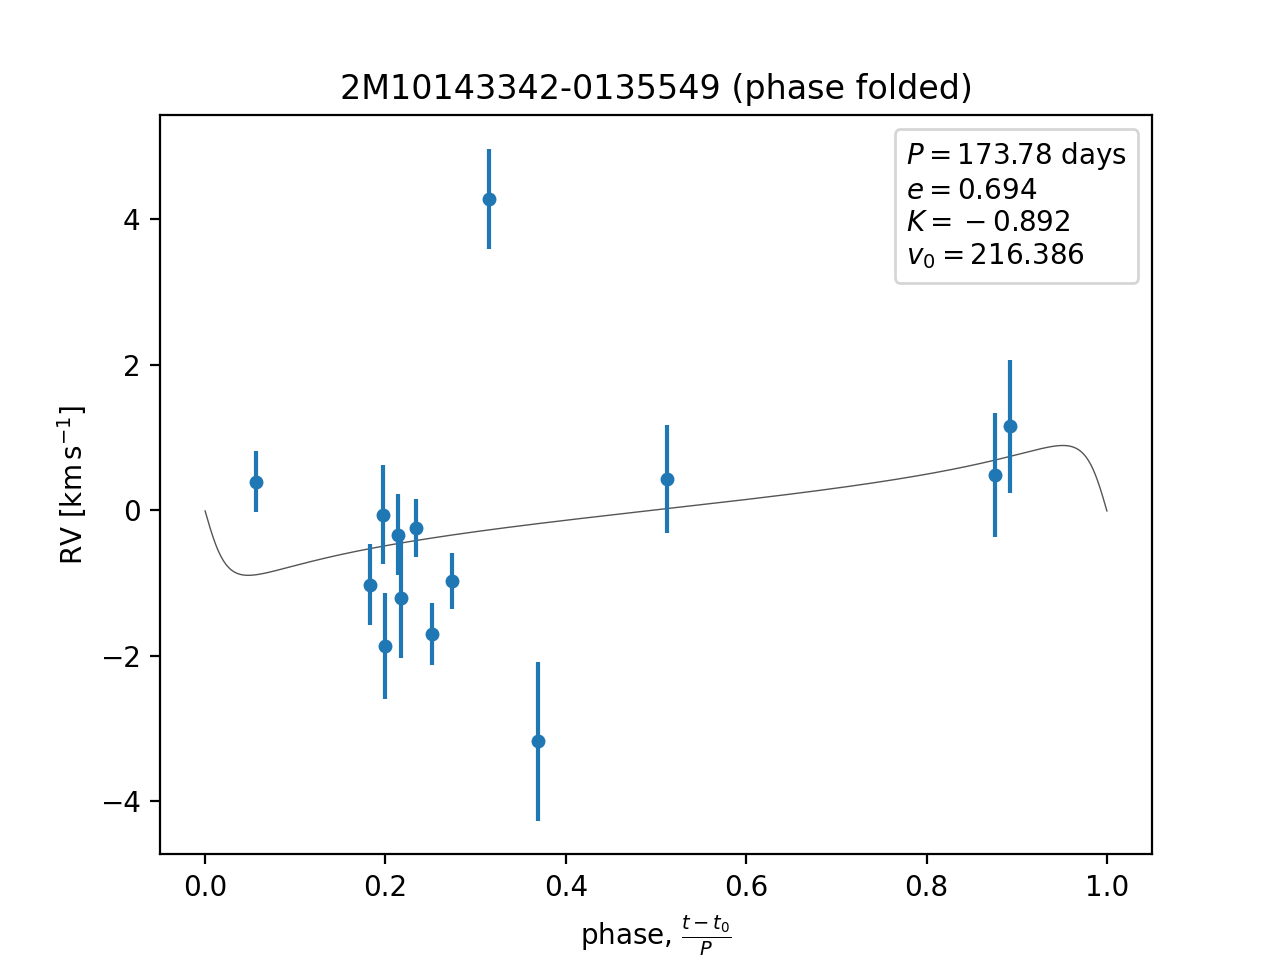 2M10143342-0135549 (phase folded)
P = 173.78 days
e = 0.694
K = −0.892
v₀ = 216.386
RV [km s⁻¹]
4
2
0
−2
−4
0.0 0.2 0.4 0.6 0.8 1.0
phase, (t − t₀)/P